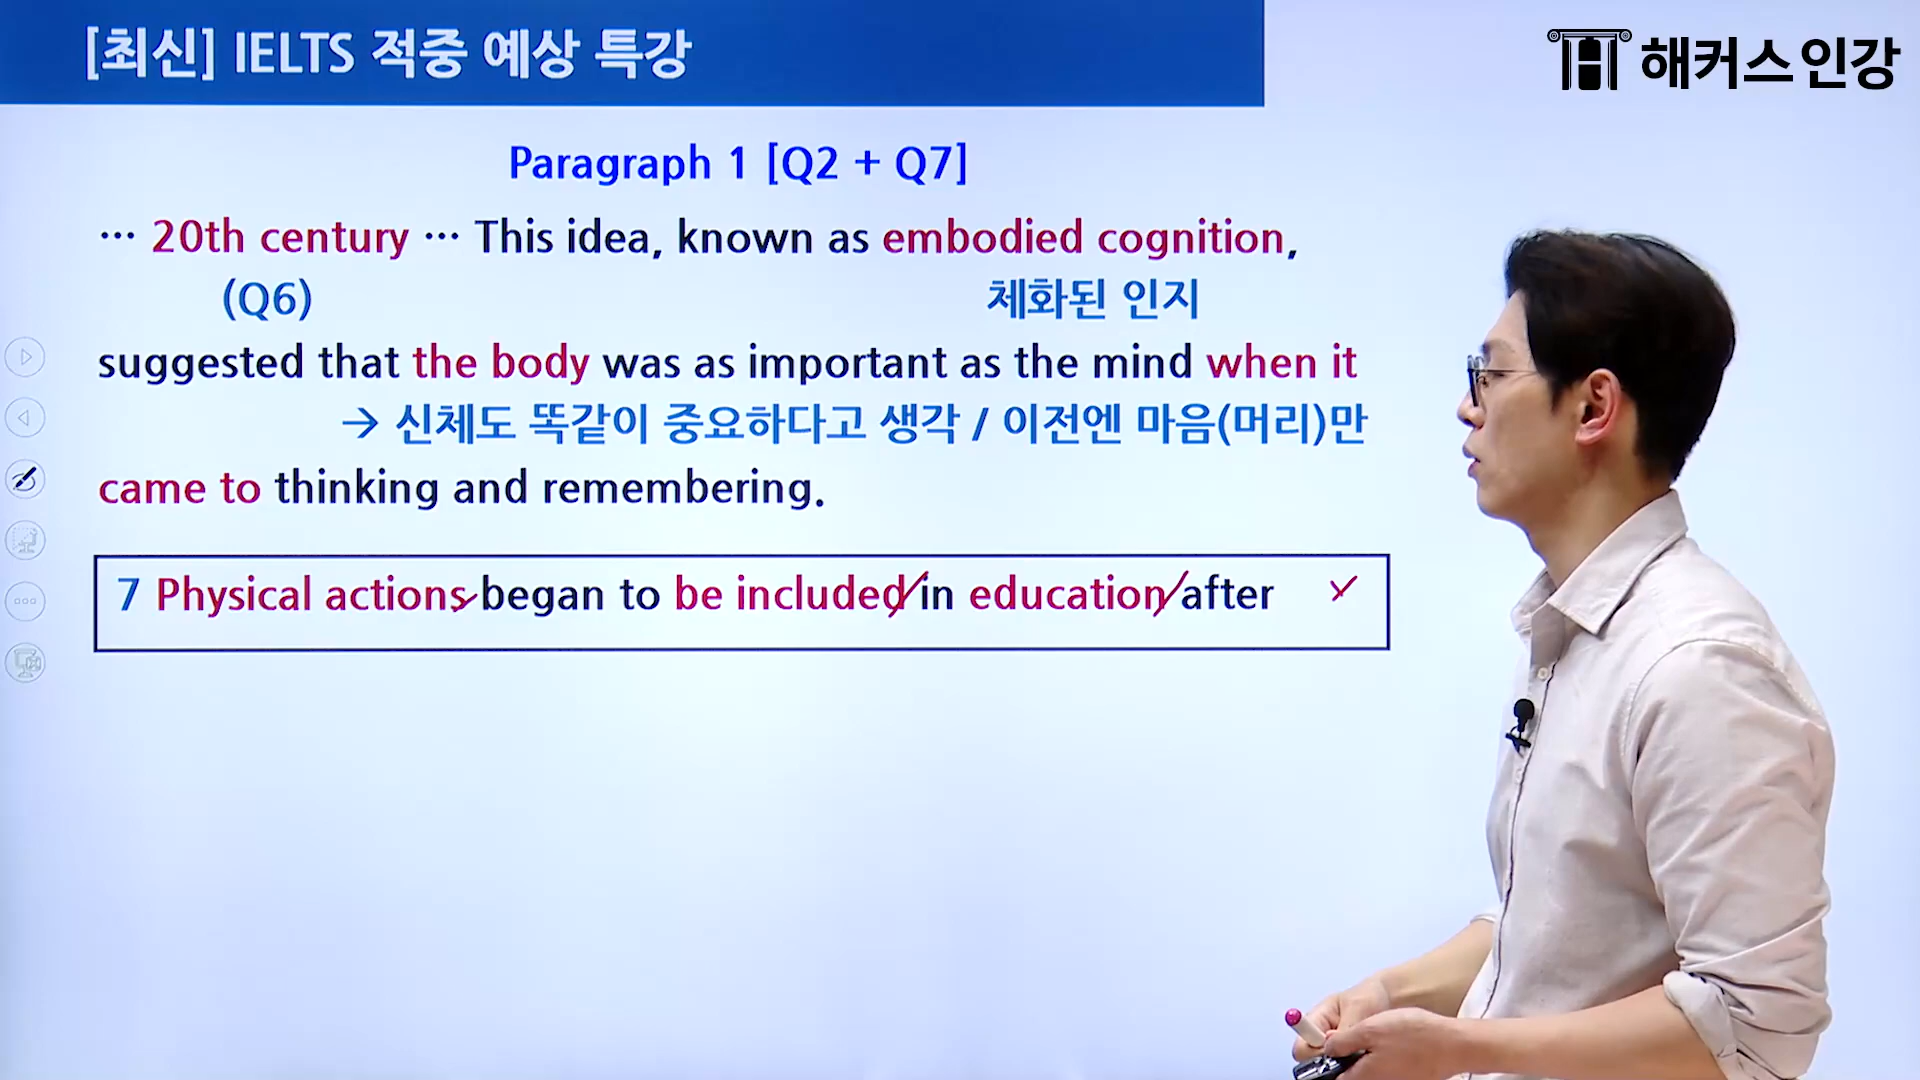 [최신] IELTS 적중 예상 특강
해커스인강
Paragraph 1 [Q2 + Q7]
… 20th century … This idea, known as embodied cognition,
(Q6) 체화된 인지
suggested that the body was as important as the mind when it
→ 신체도 똑같이 중요하다고 생각 / 이전엔 마음(머리)만
came to thinking and remembering.
7 Physical actions began to be included in education after